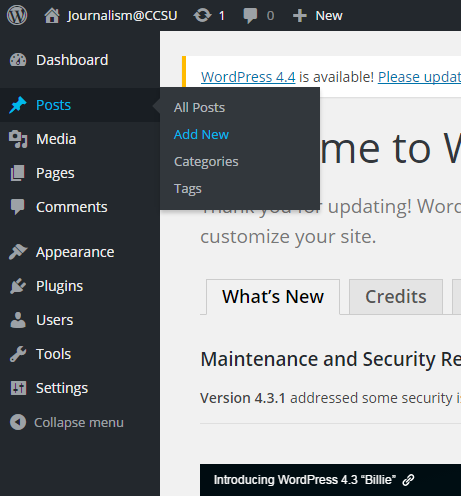 Journalism@CCSU 1 0 + New
Dashboard
WordPress 4.4 is available! Please updat
Posts
All Posts
Add New
Categories
Tags
Media
Pages
Comments
me to W
Thank you for updating! Word
customize your site.
Appearance
Plugins
Users
Tools
Settings
Collapse menu
What's New
Credits
Maintenance and Security Re
Version 4.3.1 addressed some security i
Introducing WordPress 4.3 “Billie”